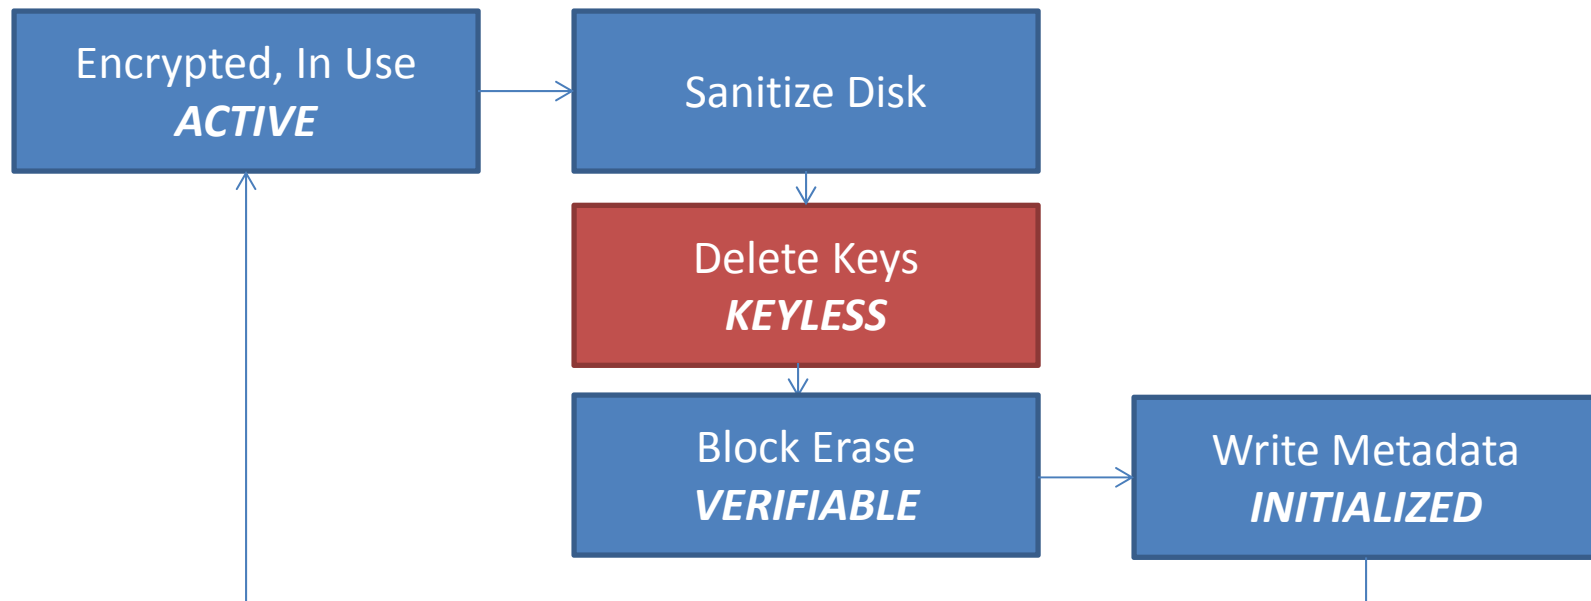 Encrypted, In Use
ACTIVE
Sanitize Disk
Delete Keys
KEYLESS
Block Erase
VERIFIABLE
Write Metadata
INITIALIZED